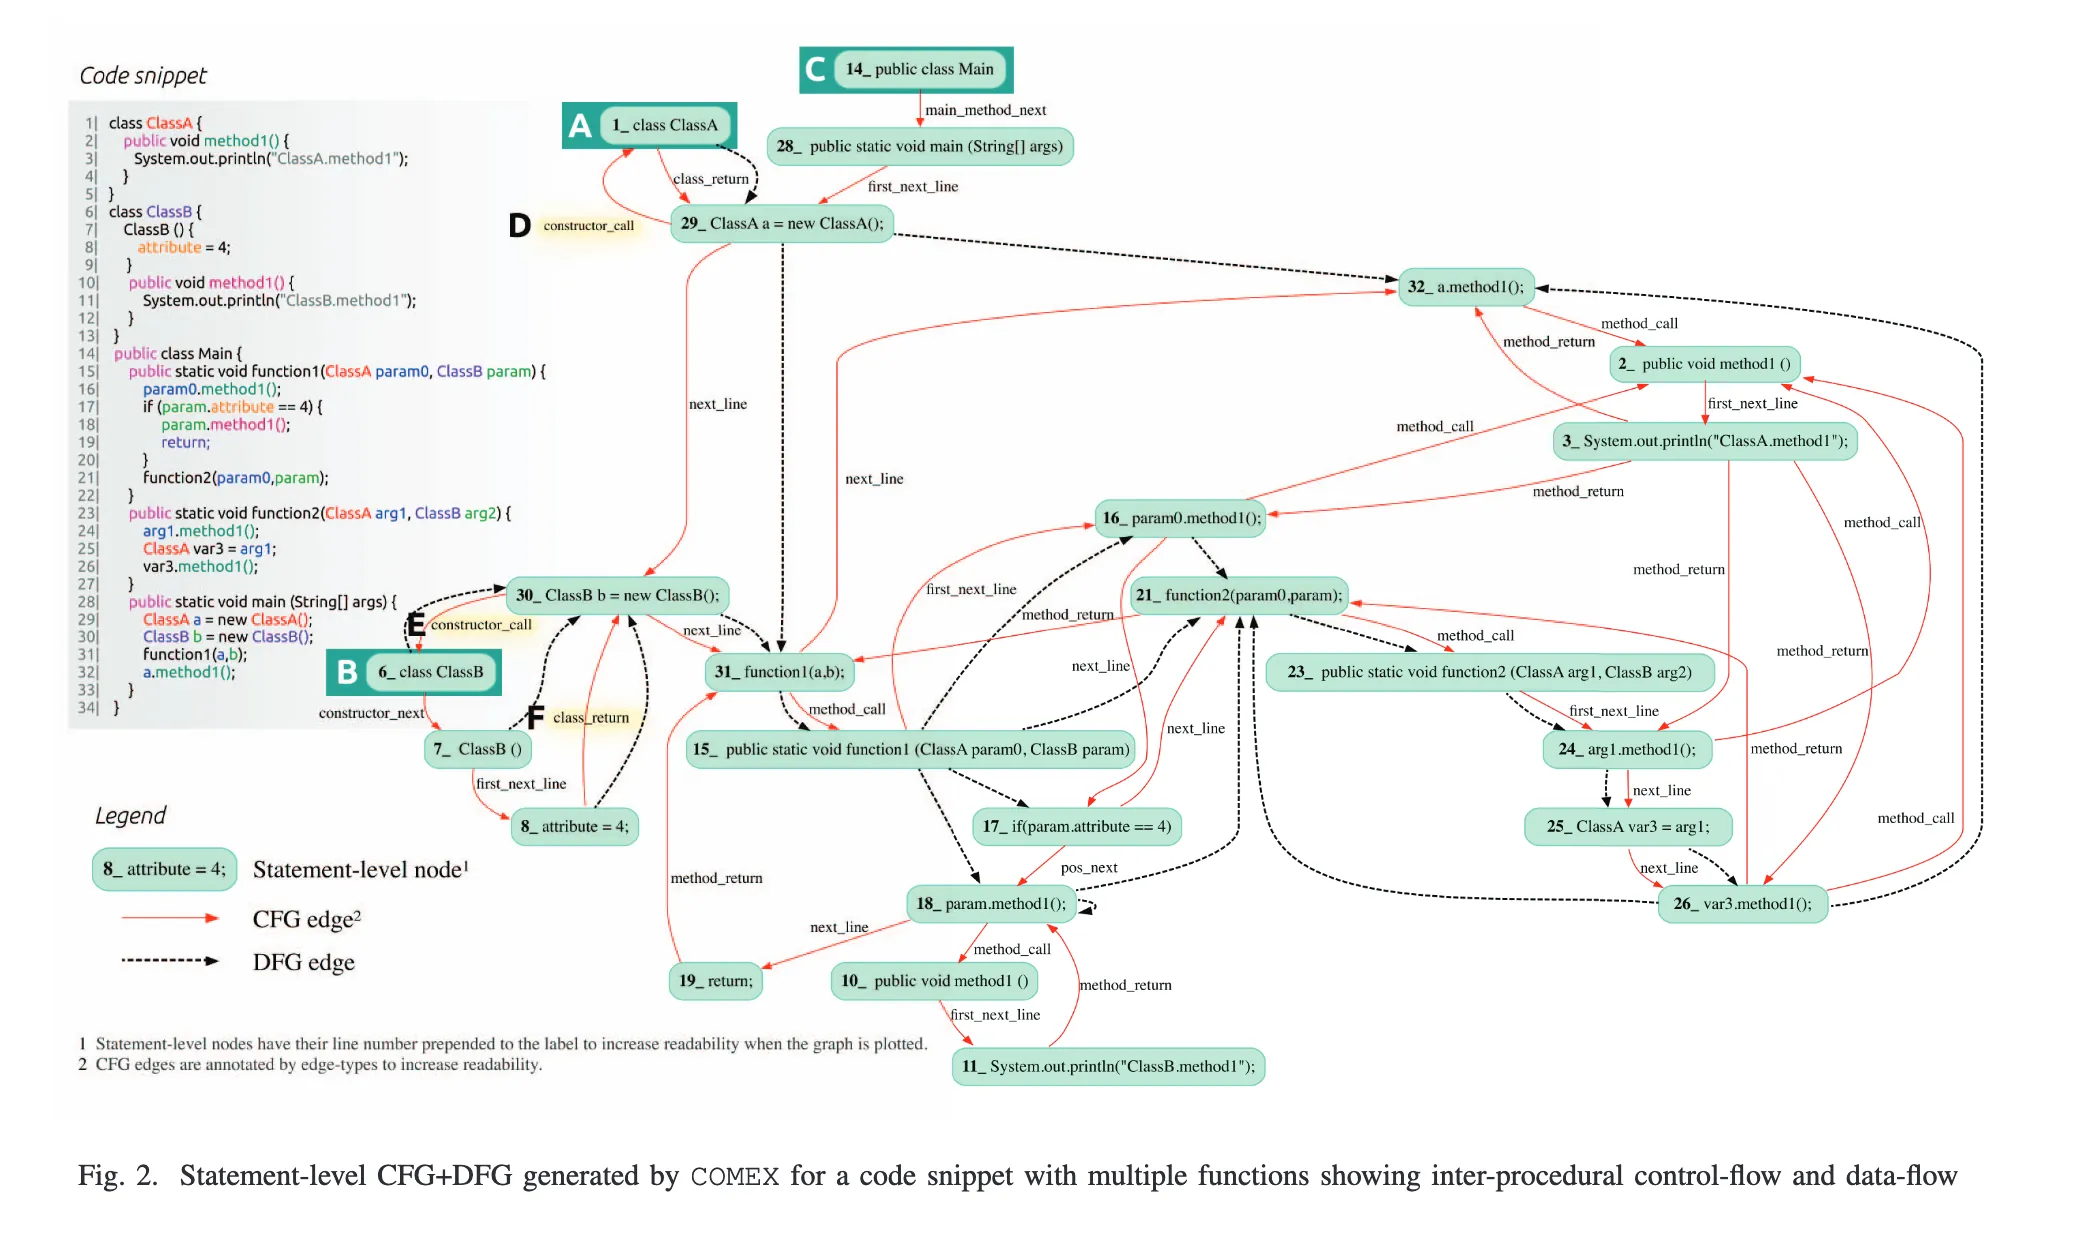 Code snippet
1| class ClassA {
2| public void method1() {
3| System.out.println("ClassA.method1");
4| }
5| }
6| class ClassB {
7| ClassB () {
8| attribute = 4;
9| }
10| public void method1() {
11| System.out.println("ClassB.method1");
12| }
13| }
14| public class Main {
15| public static void function1(ClassA param0, ClassB param) {
16| param0.method1();
17| if (param.attribute == 4) {
18| param.method1();
19| return;
20| }
21| function2(param0,param);
22| }
23| public static void function2(ClassA arg1, ClassB arg2) {
24| arg1.method1();
25| ClassA var3 = arg1;
26| var3.method1();
27| }
28| public static void main (String[] args) {
29| ClassA a = new ClassA();
30| ClassB b = new ClassB();
31| function1(a,b);
32| a.method1();
33| }
34| }
C 14_ public class Main
main_method_next
A 1_ class ClassA
28_ public static void main (String[] args)
class_return
first_next_line
D constructor_call
29_ ClassA a = new ClassA();
32_ a.method1();
method_call
method_return
2_ public void method1 ()
next_line
first_next_line
method_call
3_ System.out.println("ClassA.method1");
next_line
method_return
16_ param0.method1();
method_call
method_return
first_next_line
30_ ClassB b = new ClassB();
21_ function2(param0,param);
method_return
E constructor_call
next_line
method_call
method_return
next_line
B 6_ class ClassB
31_ function1(a,b);
23_ public static void function2 (ClassA arg1, ClassB arg2)
constructor_next
F class_return
method_call
first_next_line
next_line
7_ ClassB ()
15_ public static void function1 (ClassA param0, ClassB param)
24_ arg1.method1();
method_return
first_next_line
next_line
8_ attribute = 4;
17_ if(param.attribute == 4)
25_ ClassA var3 = arg1;
method_call
pos_next
next_line
method_return
18_ param.method1();
26_ var3.method1();
next_line
method_call
19_ return;
10_ public void method1 ()
method_return
first_next_line
11_ System.out.println("ClassB.method1");
Legend
8_ attribute = 4; Statement-level node1
CFG edge2
DFG edge
1 Statement-level nodes have their line number prepended to the label to increase readability when the graph is plotted.
2 CFG edges are annotated by edge-types to increase readability.
Fig. 2. Statement-level CFG+DFG generated by COMEX for a code snippet with multiple functions showing inter-procedural control-flow and data-flow